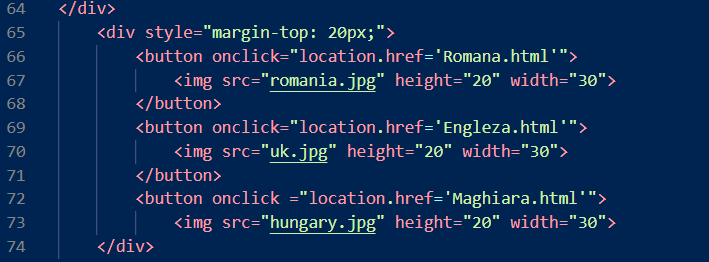 64 </div>
65 <div style="margin-top: 20px;">
66 <button onclick="location.href='Romana.html'">
67 <img src="romania.jpg" height="20" width="30">
68 </button>
69 <button onclick="location.href='Engleza.html'">
70 <img src="uk.jpg" height="20" width="30">
71 </button>
72 <button onclick ="location.href='Maghiara.html'">
73 <img src="hungary.jpg" height="20" width="30">
74 </div>